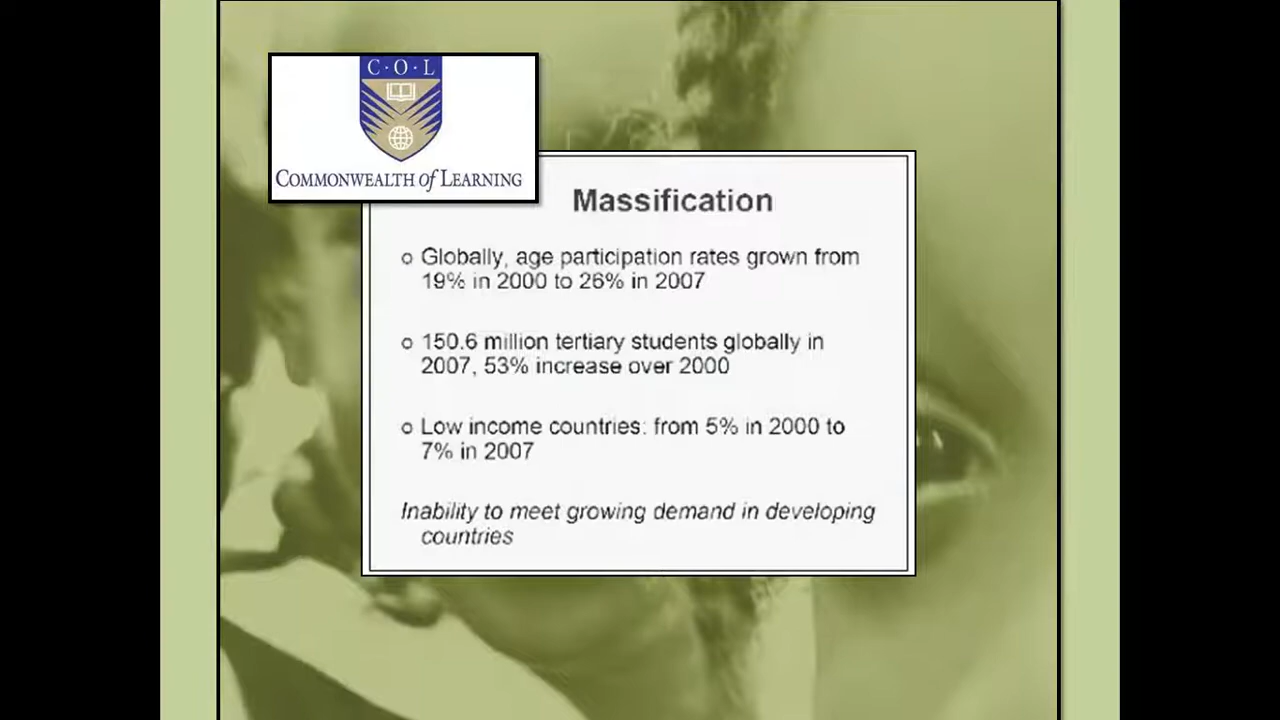 C·O·L
COMMONWEALTH of LEARNING
Massification
o Globally, age participation rates grown from
19% in 2000 to 26% in 2007
o 150.6 million tertiary students globally in
2007, 53% increase over 2000
o Low income countries: from 5% in 2000 to
7% in 2007
Inability to meet growing demand in developing
countries